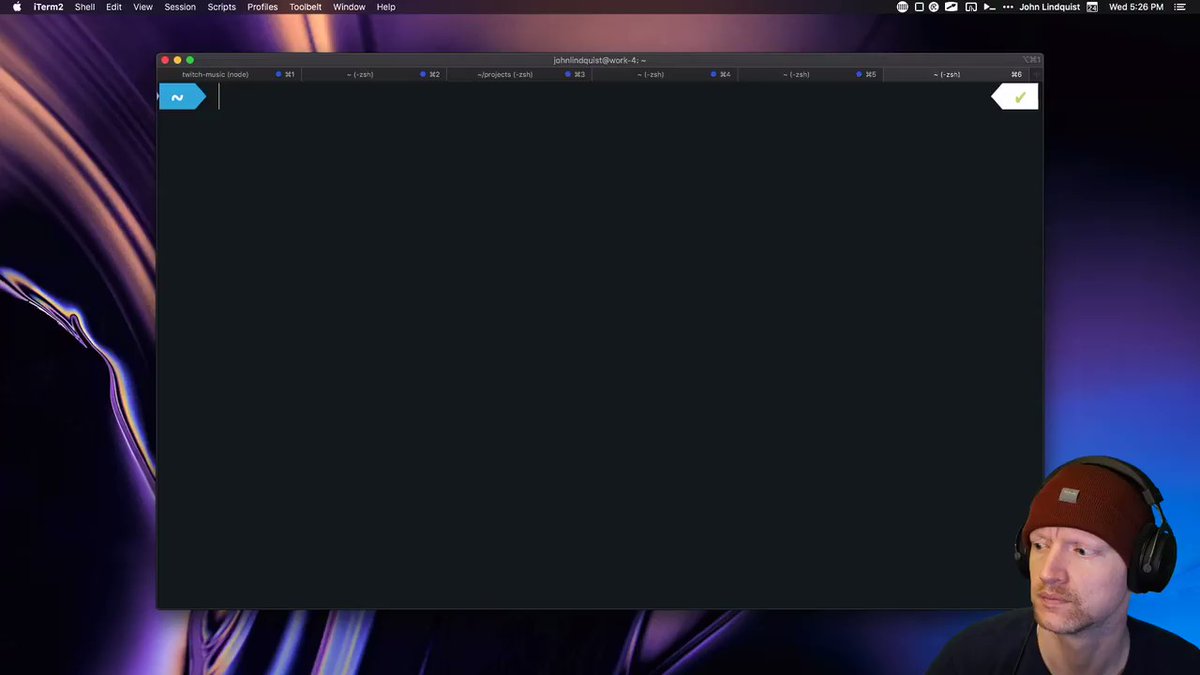 iTerm2 Shell Edit View Session Scripts Profiles Toolbelt Window Help John Lindquist 24 Wed 5:26 PM
johnlindquist@work-4: ~ ⌥⌘1
twitch-music (node) ⌘1 ~ (-zsh) ⌘2 ~/projects (-zsh) ⌘3 ~ (-zsh) ⌘4 ~ (-zsh) ⌘5 ~ (-zsh) ⌘6
~ ✓